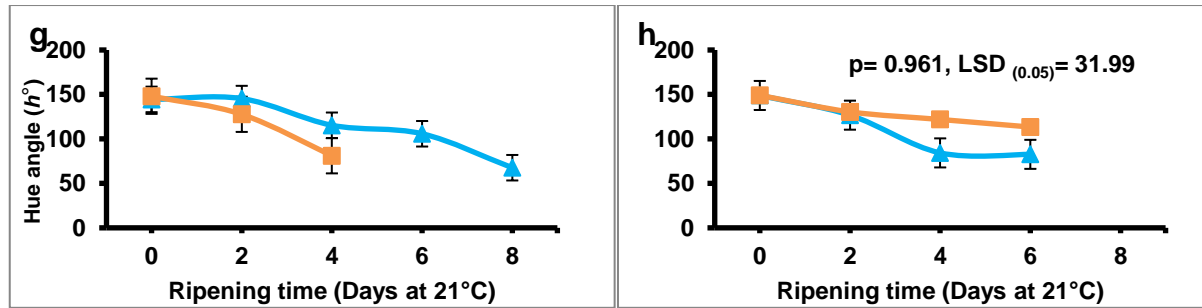 g
200
150
100
50
0
Hue angle (h°)
0 2 4 6 8
Ripening time (Days at 21°C)
h
p= 0.961, LSD (0.05)= 31.99
200
150
100
50
0
0 2 4 6 8
Ripening time (Days at 21°C)